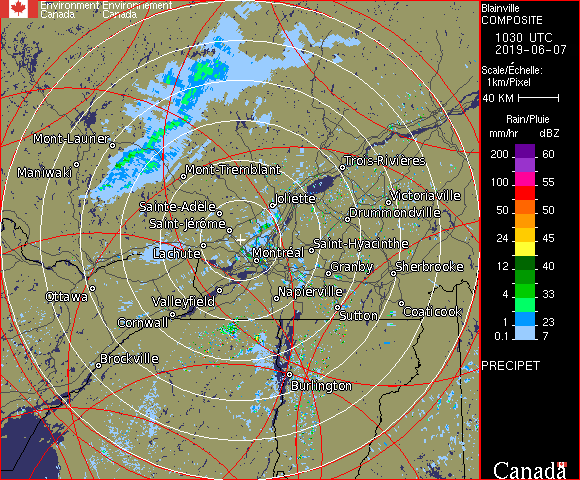 Environment Environnement
Canada Canada
Blainville
COMPOSITE
1030 UTC
2019-06-07
Scale/Échelle:
1km/Pixel
40 KM
Rain/Pluie
mm/hr dBZ
200 60
150 57
100 55
50 50
24 45
12 40
4 33
1 23
0.1 7
PRECIPET
Canada
Mont-Laurier
Maniwaki
Mont-Tremblant
Trois-Rivières
Joliette
Victoriaville
Sainte-Adèle
Drummondville
Saint-Jérôme
Lachute
Saint-Hyacinthe
Montréal
Granby
Sherbrooke
Ottawa
Valleyfield
Napierville
Cornwall
Sutton
Coaticook
Brockville
Burlington